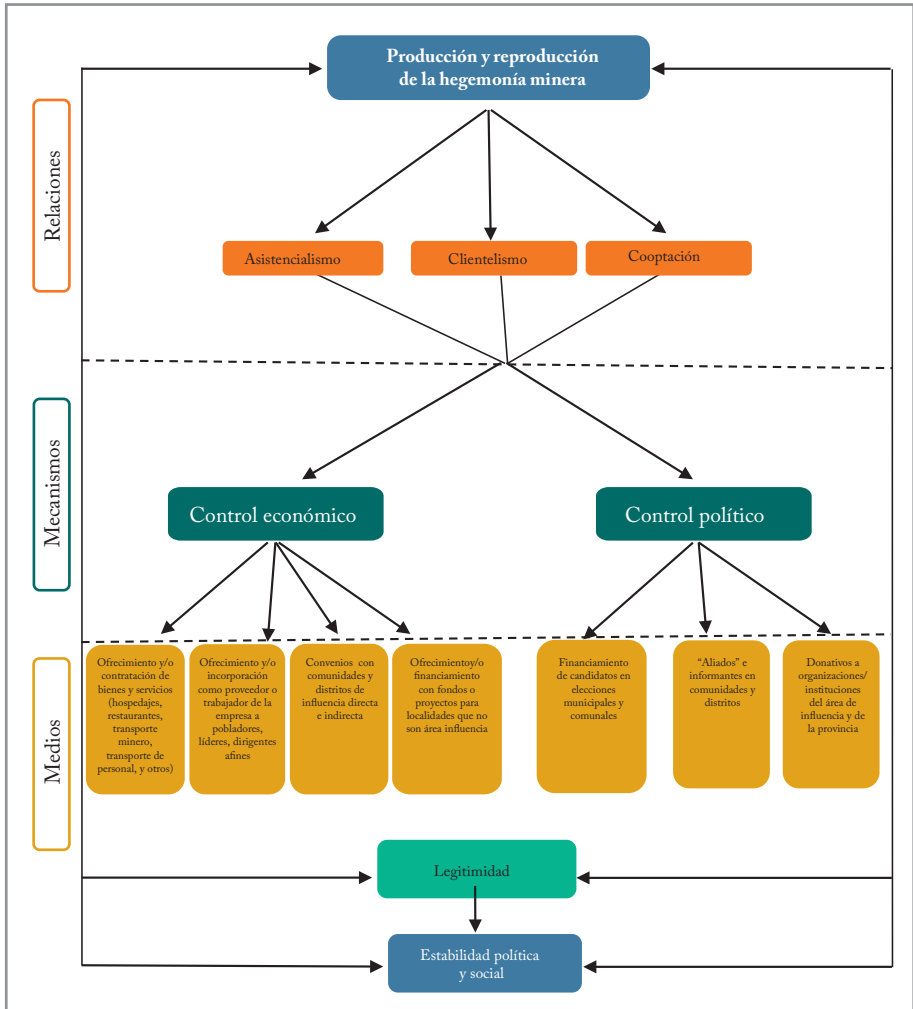 Producción y reproducción
de la hegemonía minera
Relaciones
Asistencialismo
Clientelismo
Cooptación
Mecanismos
Control económico
Control político
Medios
Ofrecimiento y/o
contratación de
bienes y servicios
(hospedajes,
restaurantes,
transporte
minero,
transporte de
personal, y otros)
Ofrecimiento y/o
incorporación
como proveedor o
trabajador de la
empresa a
pobladores,
líderes, dirigentes
afines
Convenios con
comunidades y
distritos de
influencia directa
e indirecta
Ofrecimientoy/o
financiamiento
con fondos o
proyectos para
localidades que no
son área influencia
Financiamiento
de candidatos en
elecciones
municipales y
comunales
"Aliados" e
informantes en
comunidades y
distritos
Donativos a
organizaciones/
instituciones
del área de
influencia y de
la provincia
Legitimidad
Estabilidad política
y social